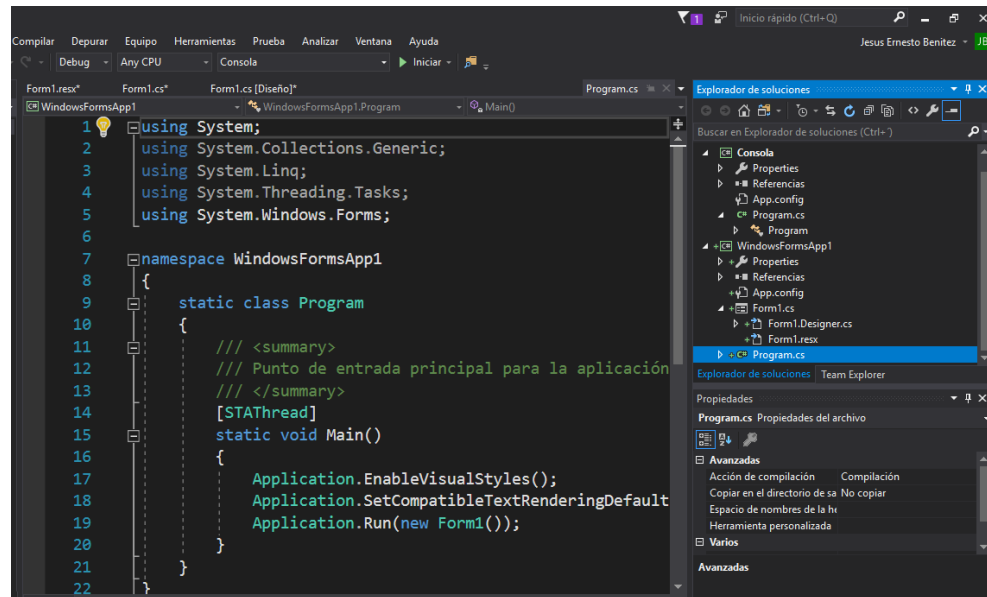 1 Inicio rápido (Ctrl+Q)
Compilar Depurar Equipo Herramientas Prueba Analizar Ventana Ayuda Jesus Ernesto Benitez JB
Debug Any CPU Consola Iniciar
Form1.resx* Form1.cs* Form1.cs [Diseño]* Program.cs
WindowsFormsApp1 WindowsFormsApp1.Program Main()
1 using System;
2 using System.Collections.Generic;
3 using System.Linq;
4 using System.Threading.Tasks;
5 using System.Windows.Forms;
6
7 namespace WindowsFormsApp1
8 {
9 static class Program
10 {
11 /// <summary>
12 /// Punto de entrada principal para la aplicación
13 /// </summary>
14 [STAThread]
15 static void Main()
16 {
17 Application.EnableVisualStyles();
18 Application.SetCompatibleTextRenderingDefault
19 Application.Run(new Form1());
20 }
21 }
22 }
Explorador de soluciones
Buscar en Explorador de soluciones (Ctrl+´)
C# Consola
Properties
Referencias
App.config
C# Program.cs
Program
C# WindowsFormsApp1
Properties
Referencias
App.config
Form1.cs
Form1.Designer.cs
Form1.resx
C# Program.cs
Explorador de soluciones Team Explorer
Propiedades
Program.cs Propiedades del archivo
Avanzadas
Acción de compilación Compilación
Copiar en el directorio de sa No copiar
Espacio de nombres de la he
Herramienta personalizada
Varios
Avanzadas